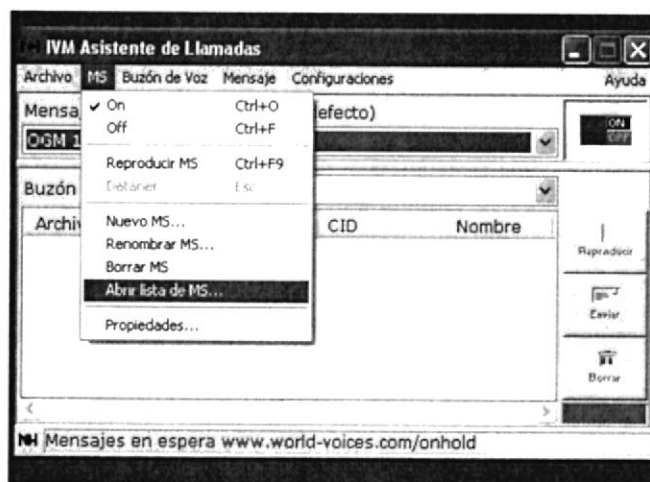 IVM Asistente de Llamadas
Archivo MS Buzón de Voz Mensaje Configuraciones Ayuda
Mensa
✓ On Ctrl+O
efecto)
ON
Off Ctrl+F
OFF
OGM 1
Reproducir MS Ctrl+F9
Detener Esc
Buzón
Nuevo MS...
Archiv
CID Nombre
Renombrar MS...
Reproducir
Borrar MS
Abrir lista de MS...
Enviar
Propiedades...
Borrar
NH Mensajes en espera www.world-voices.com/onhold